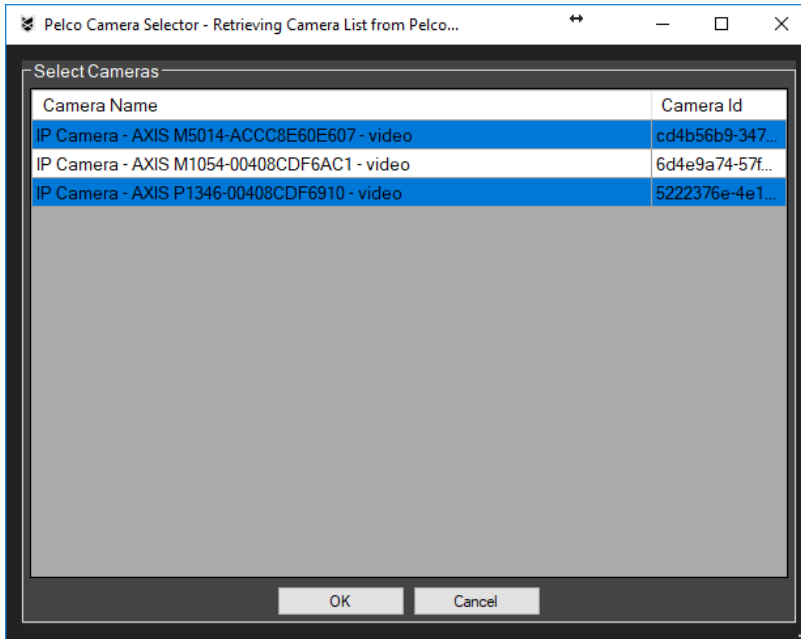 Pelco Camera Selector - Retrieving Camera List from Pelco...
Select Cameras
Camera Name Camera Id
IP Camera - AXIS M5014-ACCC8E60E607 - video cd4b56b9-347...
IP Camera - AXIS M1054-00408CDF6AC1 - video 6d4e9a74-57f...
IP Camera - AXIS P1346-00408CDF6910 - video 5222376e-4e1...
OK Cancel